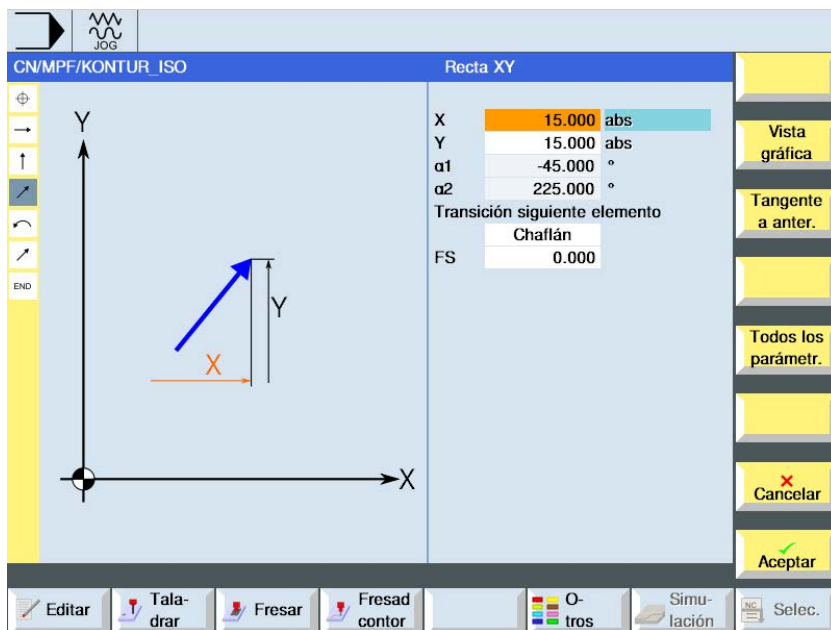 JOG
CN/MPF/KONTUR_ISO
Recta XY
END
Y
Y
X
X
X 15.000 abs
Y 15.000 abs
α1 -45.000 °
α2 225.000 °
Transición siguiente elemento
Chaflán
FS 0.000
Vista
gráfica
Tangente
a anter.
Todos los
parámetr.
Cancelar
Aceptar
Editar
Tala-
drar
Fresar
Fresad
contor
O-
tros
Simu-
lación
NC
Selec.